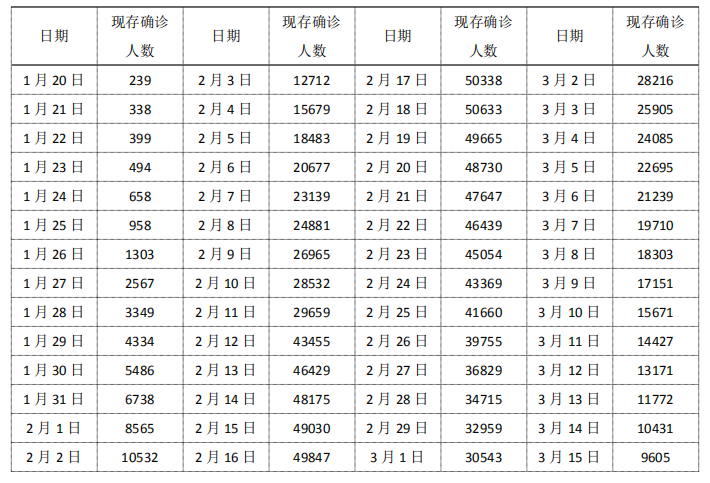 日期 现存确诊人数 日期 现存确诊人数 日期 现存确诊人数 日期 现存确诊人数
1 月 20 日 239 2 月 3 日 12712 2 月 17 日 50338 3 月 2 日 28216
1 月 21 日 338 2 月 4 日 15679 2 月 18 日 50633 3 月 3 日 25905
1 月 22 日 399 2 月 5 日 18483 2 月 19 日 49665 3 月 4 日 24085
1 月 23 日 494 2 月 6 日 20677 2 月 20 日 48730 3 月 5 日 22695
1 月 24 日 658 2 月 7 日 23139 2 月 21 日 47647 3 月 6 日 21239
1 月 25 日 958 2 月 8 日 24881 2 月 22 日 46439 3 月 7 日 19710
1 月 26 日 1303 2 月 9 日 26965 2 月 23 日 45054 3 月 8 日 18303
1 月 27 日 2567 2 月 10 日 28532 2 月 24 日 43369 3 月 9 日 17151
1 月 28 日 3349 2 月 11 日 29659 2 月 25 日 41660 3 月 10 日 15671
1 月 29 日 4334 2 月 12 日 43455 2 月 26 日 39755 3 月 11 日 14427
1 月 30 日 5486 2 月 13 日 46429 2 月 27 日 36829 3 月 12 日 13171
1 月 31 日 6738 2 月 14 日 48175 2 月 28 日 34715 3 月 13 日 11772
2 月 1 日 8565 2 月 15 日 49030 2 月 29 日 32959 3 月 14 日 10431
2 月 2 日 10532 2 月 16 日 49847 3 月 1 日 30543 3 月 15 日 9605